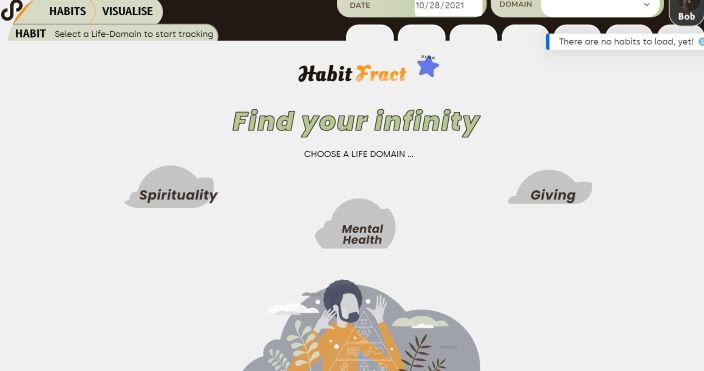 HABITS VISUALISE
DATE 10/28/2021 DOMAIN
Bob
HABIT Select a Life-Domain to start tracking
There are no habits to load, yet!
Habit Fract
Find your infinity
CHOOSE A LIFE DOMAIN ...
Spirituality
Giving
Mental
Health